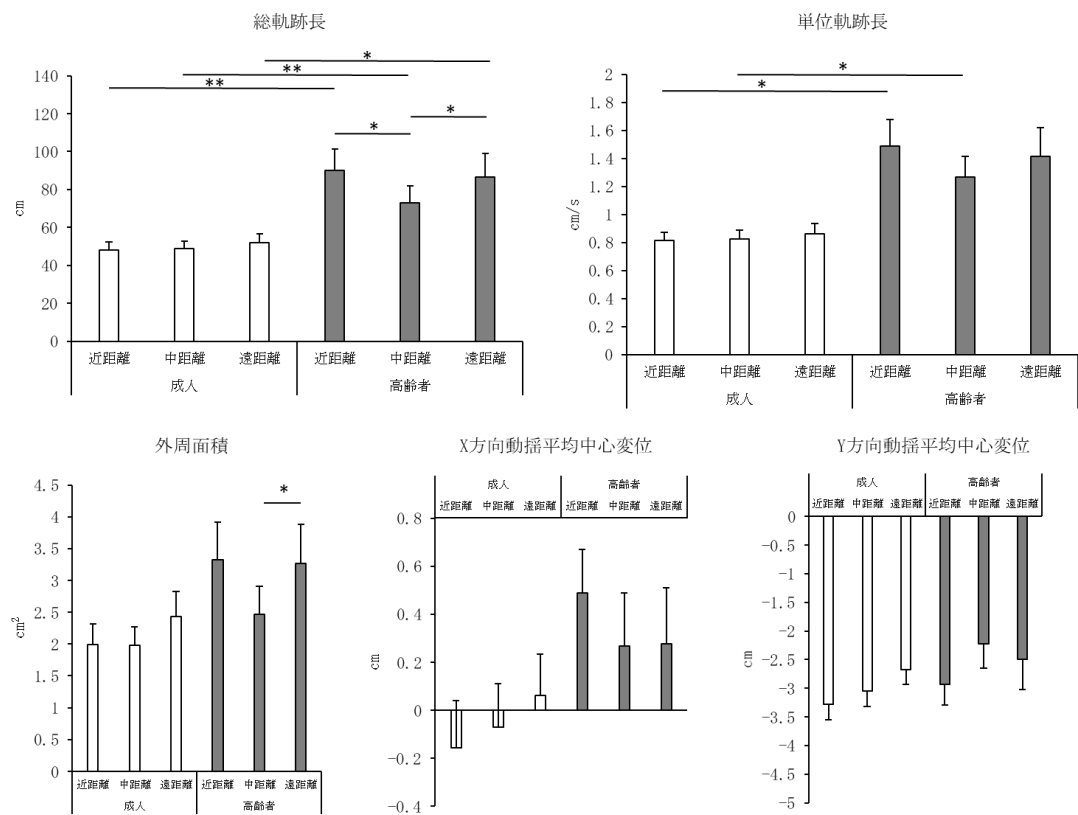 総軌跡長
*
**
**
*
*
140
120
100
80
60
40
20
0
cm
近距離 中距離 遠距離 近距離 中距離 遠距離
成人 高齢者
単位軌跡長
*
*
2
1.8
1.6
1.4
1.2
1
0.8
0.6
0.4
0.2
0
cm/s
近距離 中距離 遠距離 近距離 中距離 遠距離
成人 高齢者
外周面積
*
4.5
4
3.5
3
2.5
2
1.5
1
0.5
0
cm²
近距離 中距離 遠距離 近距離 中距離 遠距離
成人 高齢者
X方向動揺平均中心変位
成人 高齢者
近距離 中距離 遠距離 近距離 中距離 遠距離
0.8
0.6
0.4
0.2
0
-0.2
-0.4
cm
Y方向動揺平均中心変位
成人 高齢者
近距離 中距離 遠距離 近距離 中距離 遠距離
0
-0.5
-1
-1.5
-2
-2.5
-3
-3.5
-4
-4.5
-5
cm